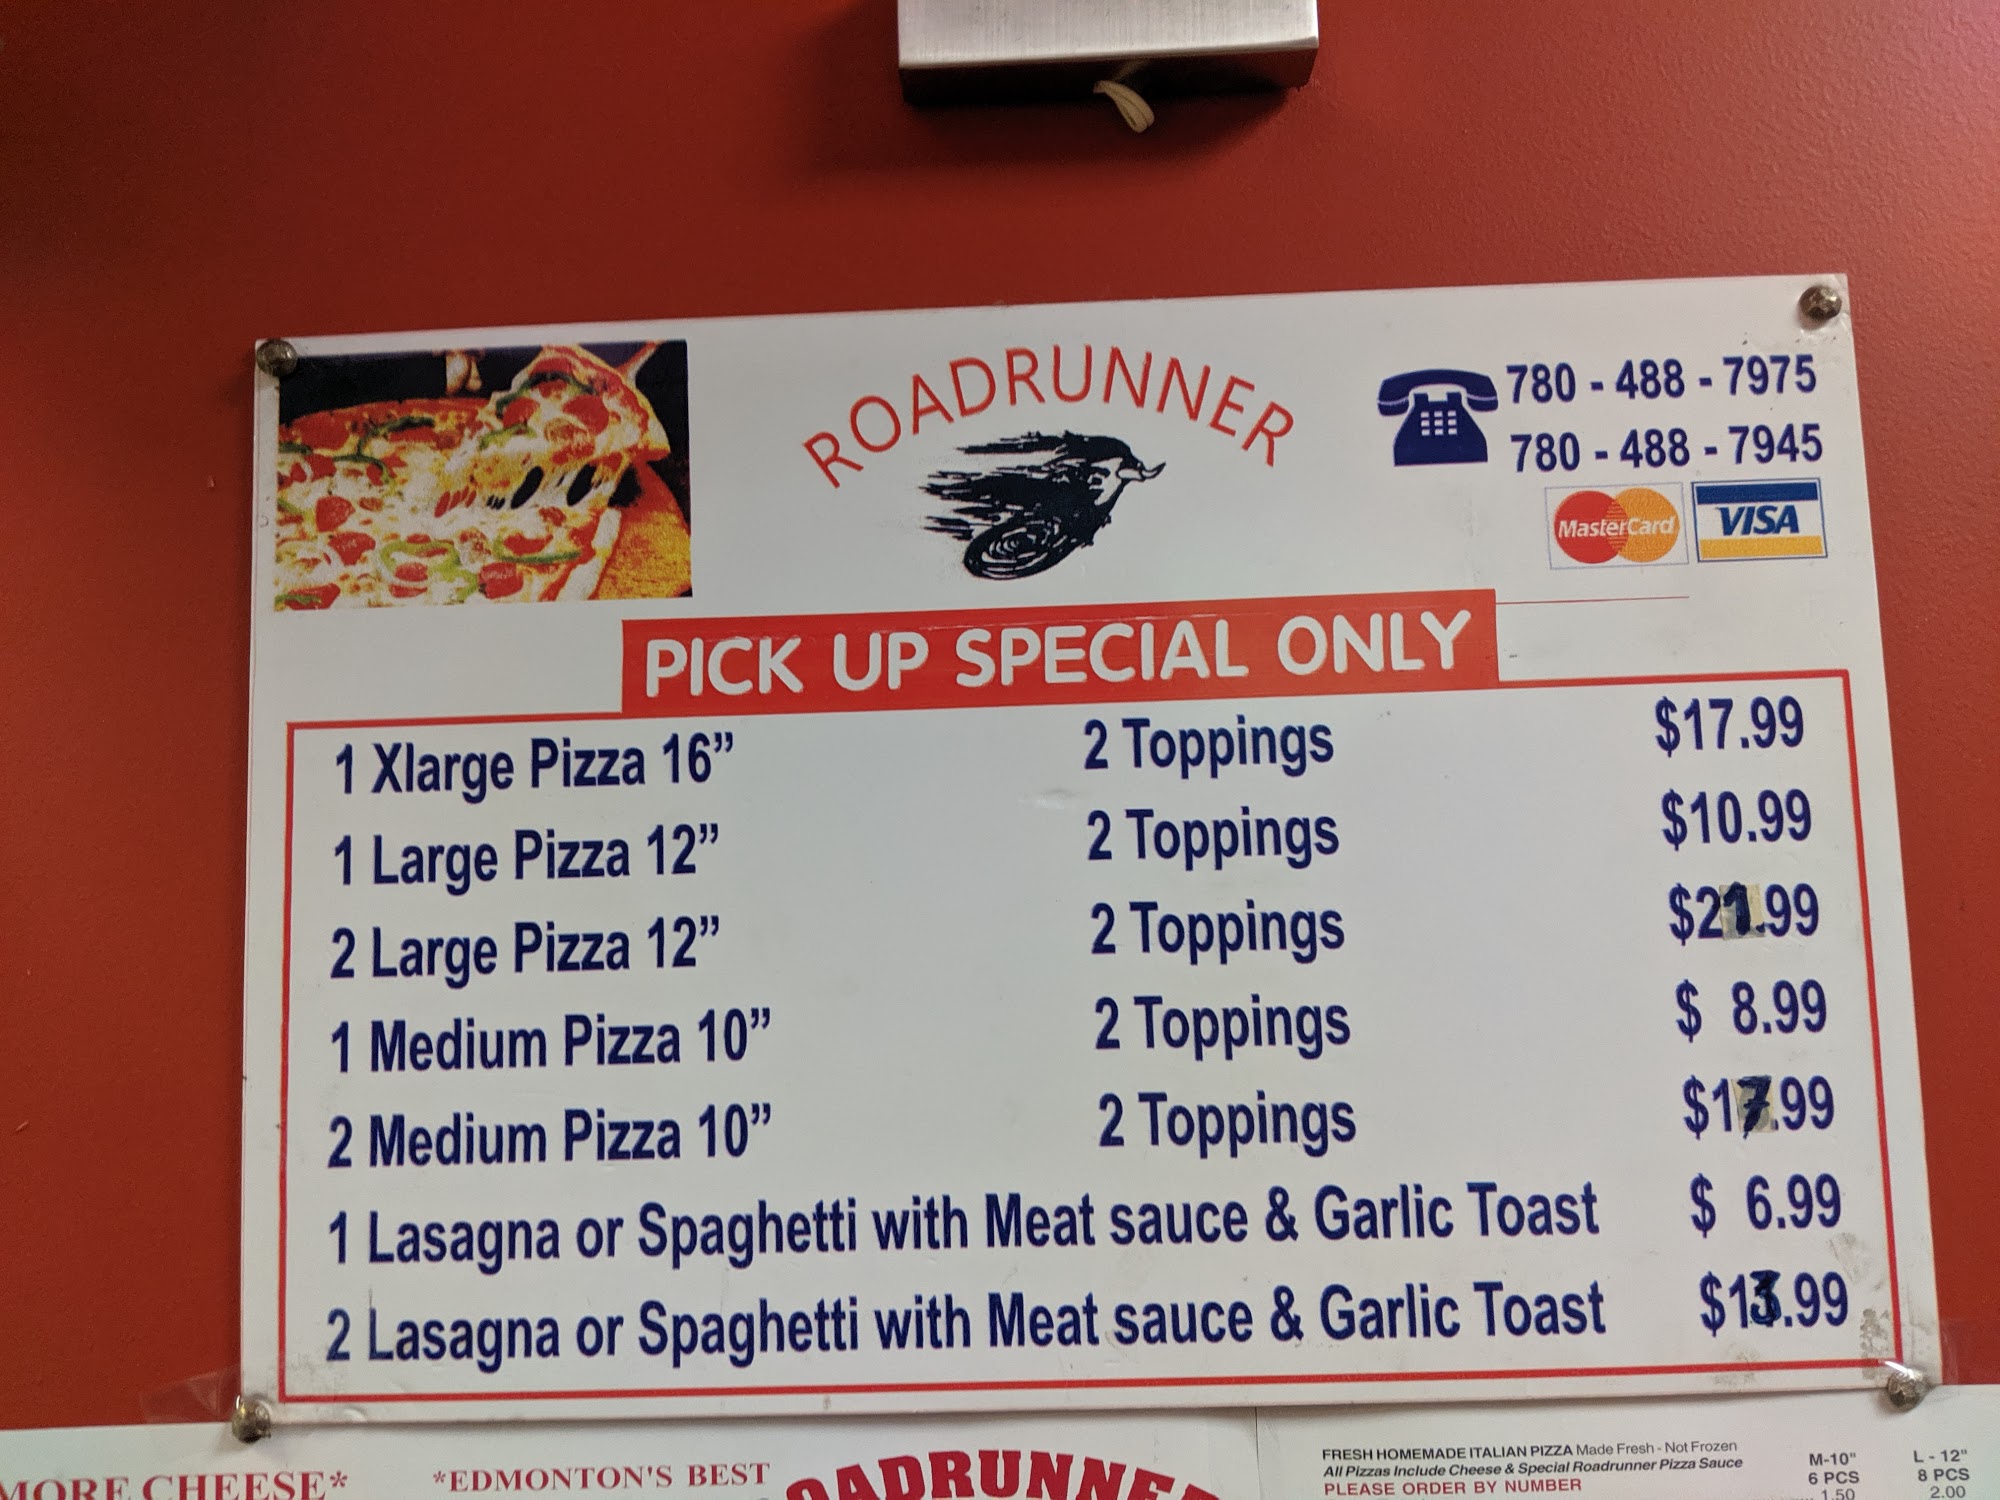 ROADRUNNER
780 - 488 - 7975
780 - 488 - 7945
MasterCard VISA
PICK UP SPECIAL ONLY
1 Xlarge Pizza 16” 2 Toppings $17.99
1 Large Pizza 12” 2 Toppings $10.99
2 Large Pizza 12” 2 Toppings $21.99
1 Medium Pizza 10” 2 Toppings $ 8.99
2 Medium Pizza 10” 2 Toppings $17.99
1 Lasagna or Spaghetti with Meat sauce & Garlic Toast $ 6.99
2 Lasagna or Spaghetti with Meat sauce & Garlic Toast $13.99
MORE CHEESE* *EDMONTON'S BEST
OADRUNNER
FRESH HOMEMADE ITALIAN PIZZA Made Fresh - Not Frozen
All Pizzas Include Cheese & Special Roadrunner Pizza Sauce
PLEASE ORDER BY NUMBER
M-10" L - 12"
6 PCS 8 PCS
1.50 2.00